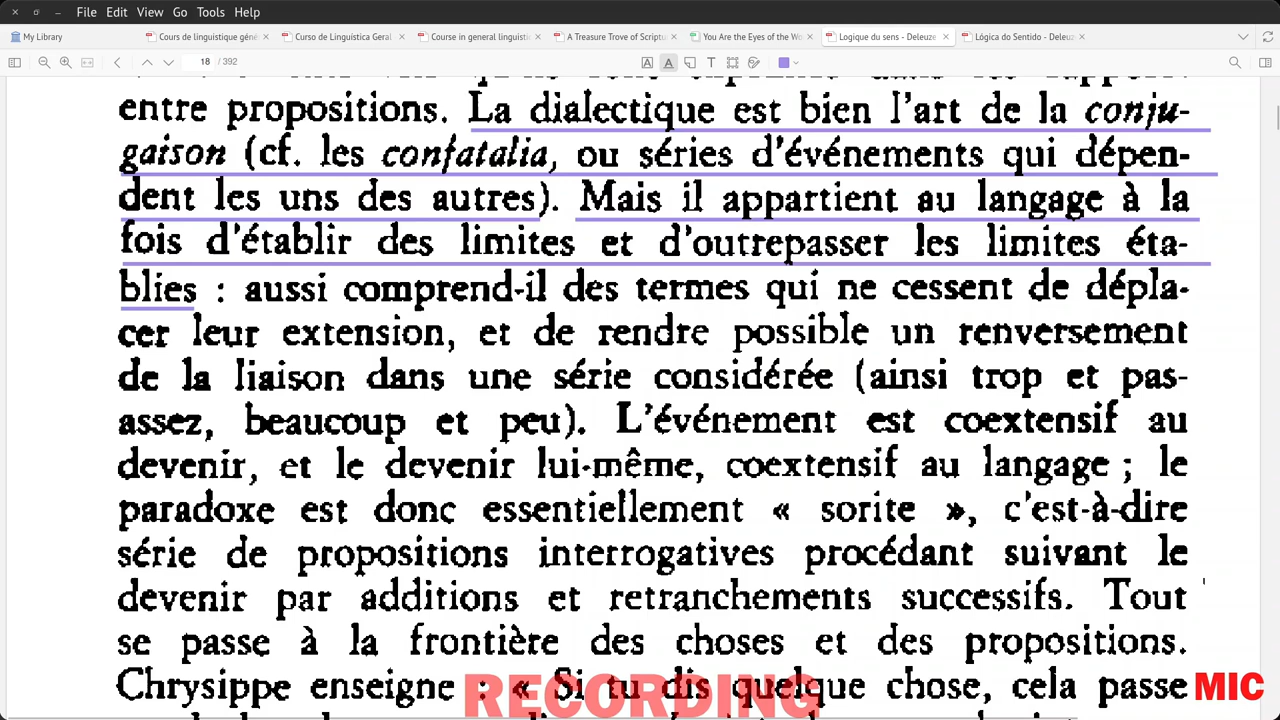 File Edit View Go Tools Help
My Library
Cours de linguistique géné
Curso de Linguística Geral
Course in general linguistic
A Treasure Trove of Scriptu
You Are the Eyes of the Wo
Logique du sens - Deleuze
Lógica do Sentido - Deleuz
18 / 392
entre propositions. La dialectique est bien l'art de la conju-
gaison (cf. les confatalia, ou séries d'événements qui dépen-
dent les uns des autres). Mais il appartient au langage à la
fois d'établir des limites et d'outrepasser les limites éta-
blies : aussi comprend-il des termes qui ne cessent de dépla-
cer leur extension, et de rendre possible un renversement
de la liaison dans une série considérée (ainsi trop et pas-
assez, beaucoup et peu). L'événement est coextensif au
devenir, et le devenir lui-même, coextensif au langage ; le
paradoxe est donc essentiellement « sorite », c'est-à-dire
série de propositions interrogatives procédant suivant le
devenir par additions et retranchements successifs. Tout
se passe à la frontière des choses et des propositions.
Chrysippe enseigne : « Si tu dis quelque chose, cela passe
RECORDING
MIC